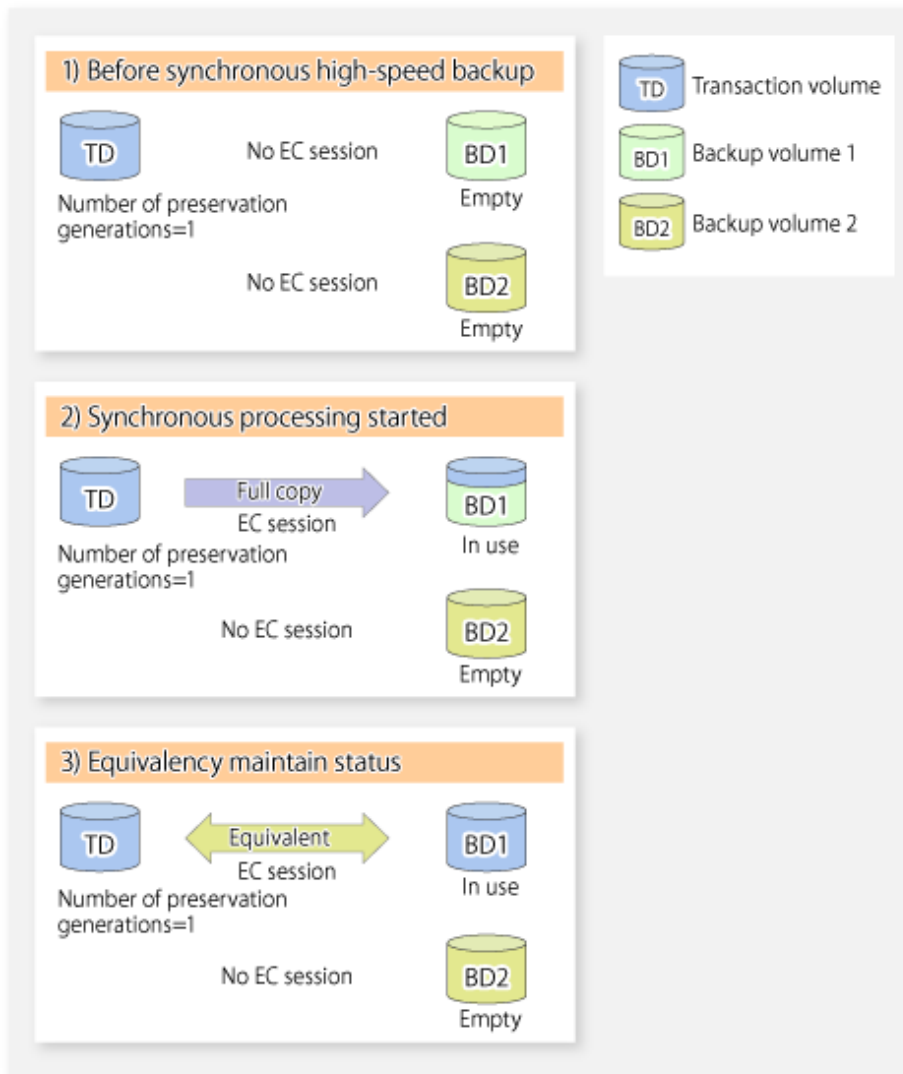 1) Before synchronous high-speed backup
TD
No EC session
BD1
Empty
Number of preservation
generations=1
No EC session
BD2
Empty
2) Synchronous processing started
TD
Full copy
EC session
BD1
In use
Number of preservation
generations=1
No EC session
BD2
Empty
3) Equivalency maintain status
TD
Equivalent
EC session
BD1
In use
Number of preservation
generations=1
No EC session
BD2
Empty
TD Transaction volume
BD1 Backup volume 1
BD2 Backup volume 2